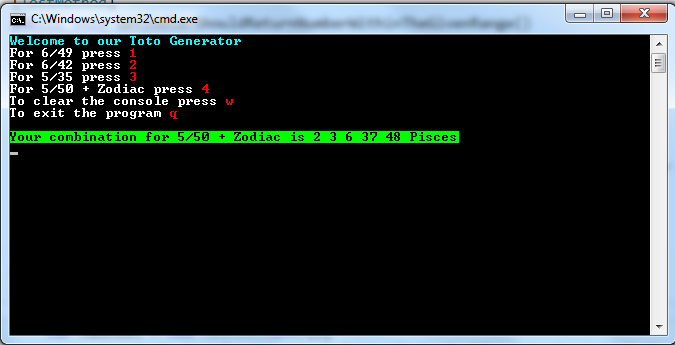 C:\Windows\system32\cmd.exe
Welcome to our Toto Generator
For 6/49 press 1
For 6/42 press 2
For 5/35 press 3
For 5/50 + Zodiac press 4
To clear the console press w
To exit the program q
Your combination for 5/50 + Zodiac is 2 3 6 37 48 Pisces